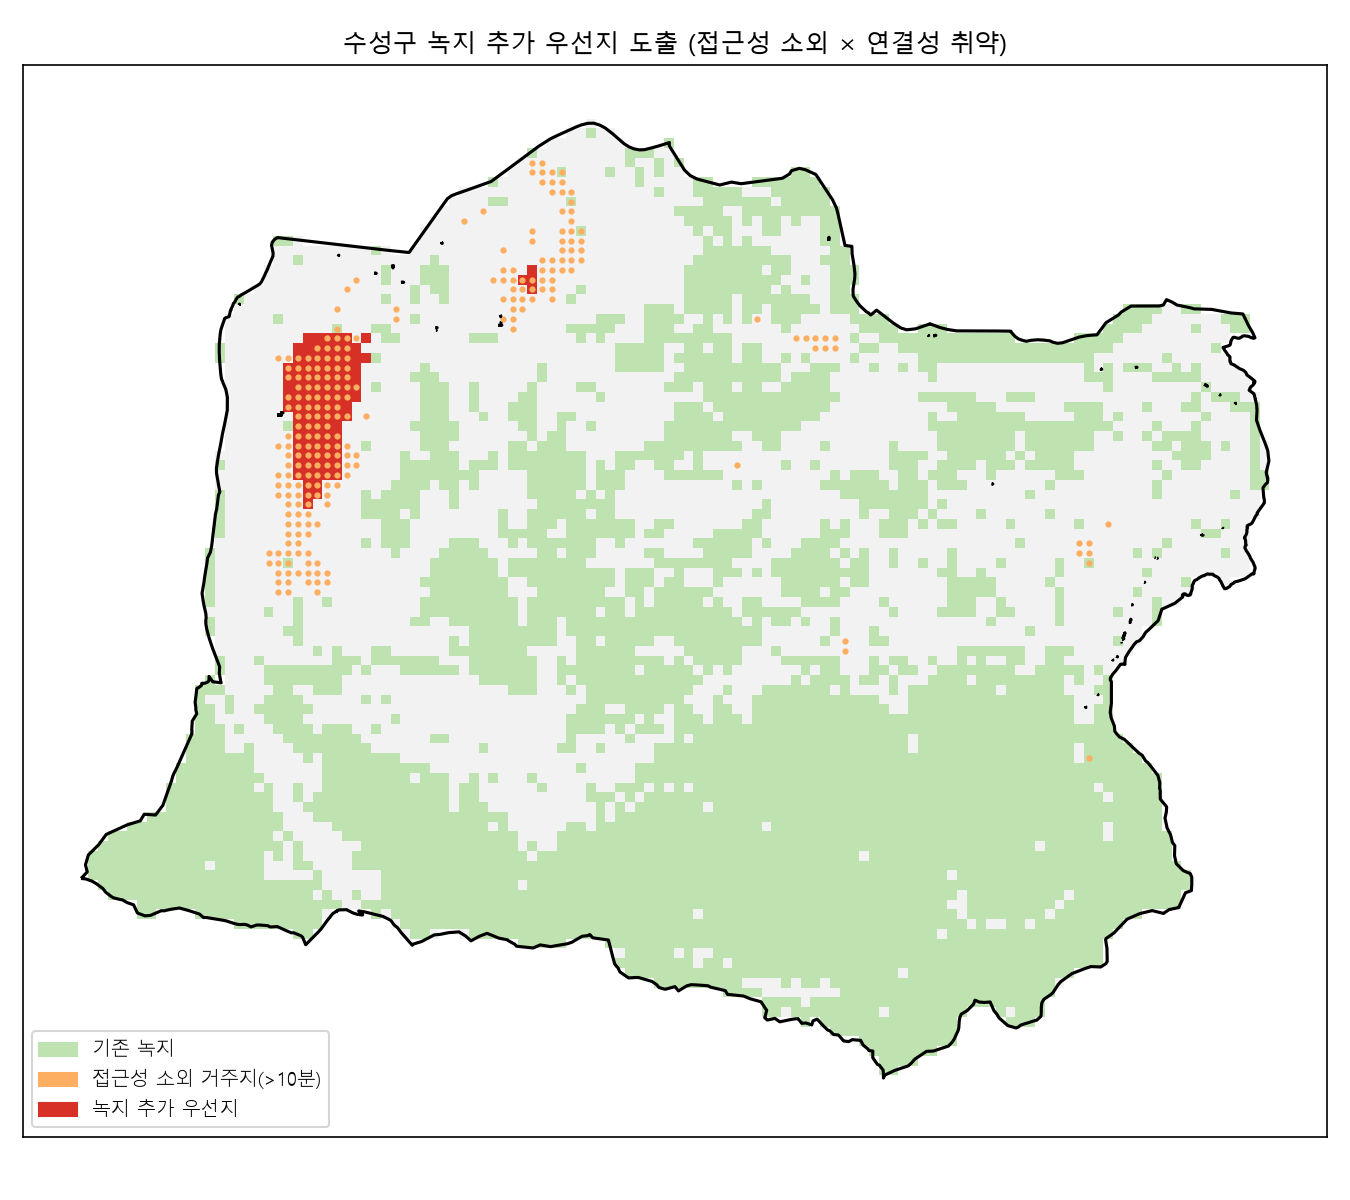 수성구 녹지 추가 우선지 도출 (접근성 소외 × 연결성 취약)
기존 녹지
접근성 소외 거주지(>10분)
녹지 추가 우선지